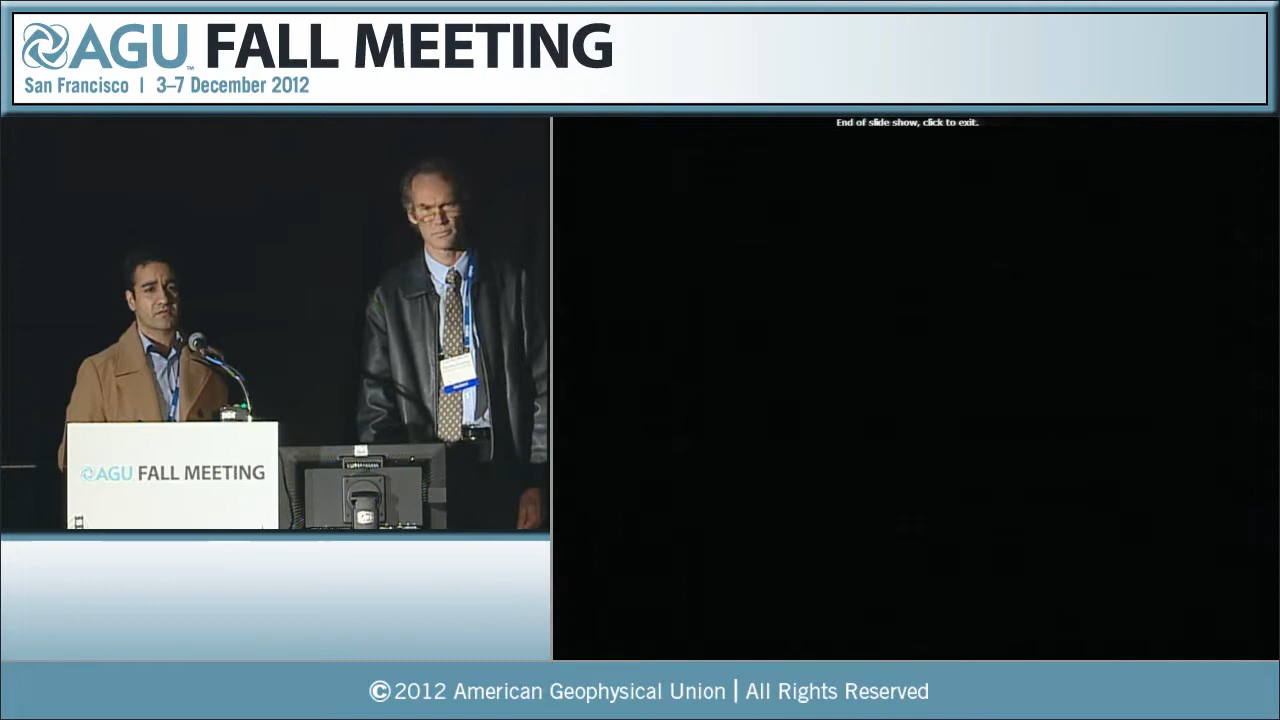 AGU™ FALL MEETING
San Francisco | 3–7 December 2012
End of slide show, click to exit.
AGU FALL MEETING
©2012 American Geophysical Union | All Rights Reserved